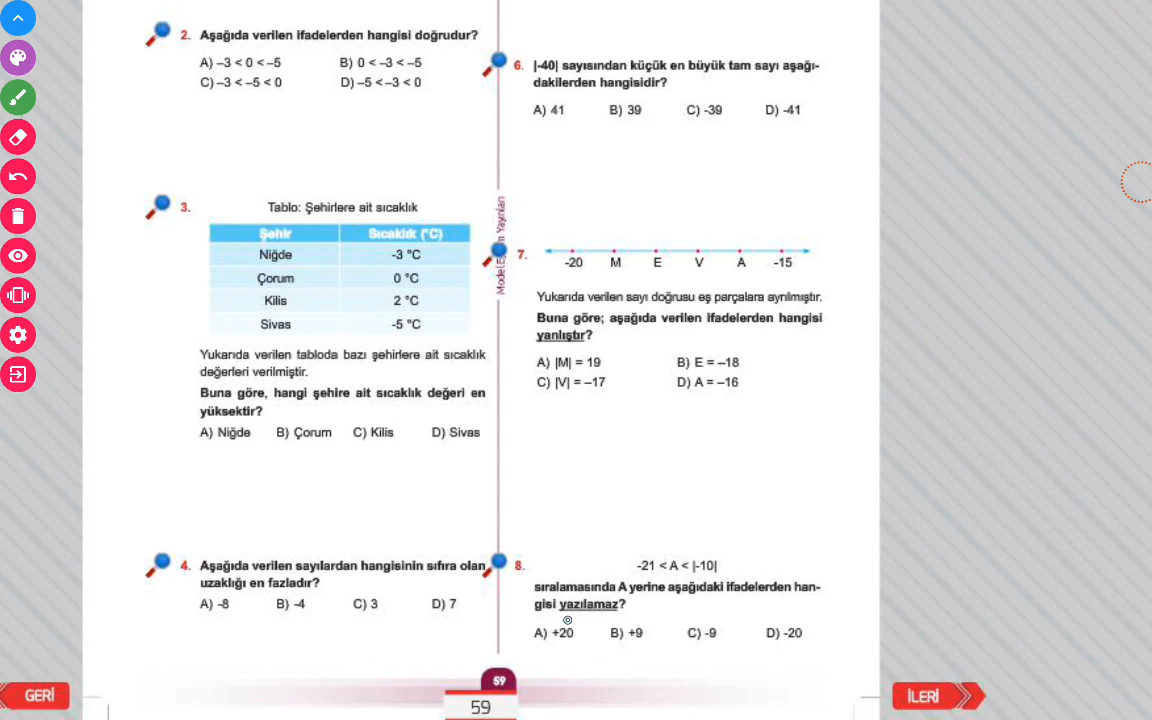 2. Aşağıda verilen ifadelerden hangisi doğrudur?
A) –3 < 0 < –5 B) 0 < –3 < –5
C) –3 < –5 < 0 D) –5 < –3 < 0
3. Tablo: Şehirlere ait sıcaklık
Şehir Sıcaklık (°C)
Niğde -3 °C
Çorum 0 °C
Kilis 2 °C
Sivas -5 °C
Yukarıda verilen tabloda bazı şehirlere ait sıcaklık
değerleri verilmiştir.
Buna göre, hangi şehire ait sıcaklık değeri en
yüksektir?
A) Niğde B) Çorum C) Kilis D) Sivas
4. Aşağıda verilen sayılardan hangisinin sıfıra olan
uzaklığı en fazladır?
A) -8 B) -4 C) 3 D) 7
Yayınları
6. |-40| sayısından küçük en büyük tam sayı aşağı-
dakilerden hangisidir?
A) 41 B) 39 C) -39 D) -41
7.
-20 M E V A -15
Yukarıda verilen sayı doğrusu eş parçalara ayrılmıştır.
Buna göre; aşağıda verilen ifadelerden hangisi
yanlıştır?
A) |M| = 19 B) E = –18
C) |V| = –17 D) A = –16
8. -21 < A < |-10|
sıralamasında A yerine aşağıdaki ifadelerden han-
gisi yazılamaz?
A) +20 B) +9 C) -9 D) -20
59
59
GERİ
İLERİ